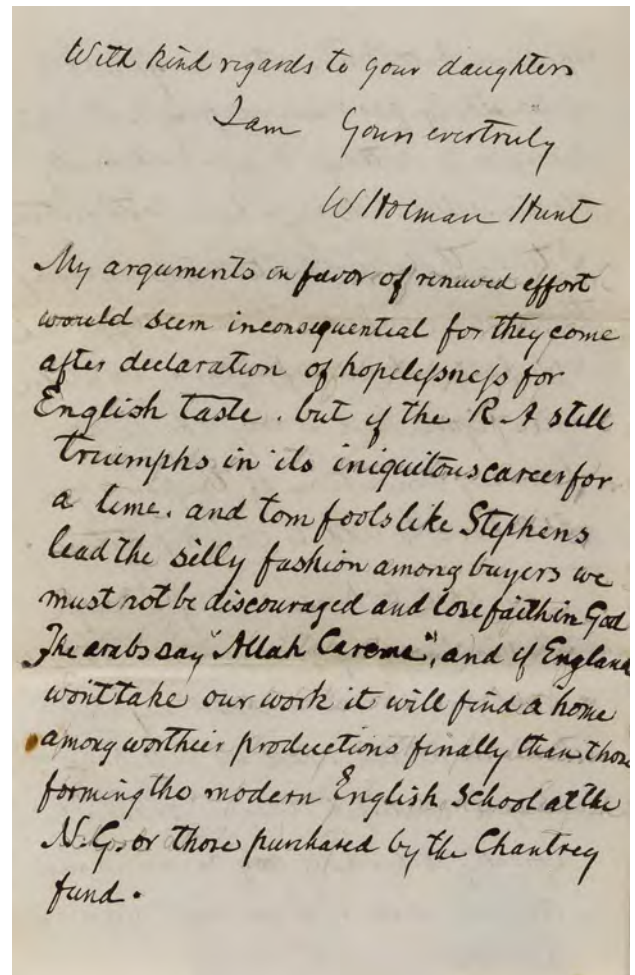 With kind regards to your daughters
I am Yours evertruly
W Holman Hunt
My arguments in favor of renewed effort
would seem inconsequential for they come
after declaration of hopelessness for
English taste. but if the R A still
triumphs in its iniquitous career for
a time. and tom fools like Stephens
lead the silly fashion among buyers we
must not be discouraged and lose faith in God
The arabs say "Allah Careme", and if England
wont take our work it will find a home
among worthier productions finally than those
forming the modern English School at the
N.G. or those purchased by the Chantrey
fund.